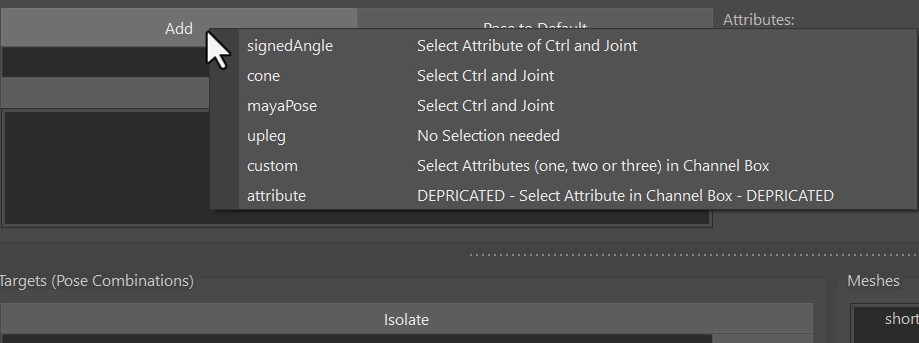 Add
Pose to Default
Attributes:
signedAngle Select Attribute of Ctrl and Joint
cone Select Ctrl and Joint
mayaPose Select Ctrl and Joint
upleg No Selection needed
custom Select Attributes (one, two or three) in Channel Box
attribute DEPRICATED - Select Attribute in Channel Box - DEPRICATED
Targets (Pose Combinations)
Meshes
Isolate
short